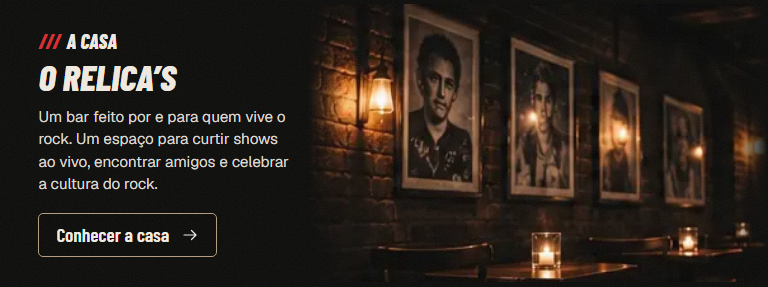 /// A CASA
O RELICA'S
Um bar feito por e para quem vive o
rock. Um espaço para curtir shows
ao vivo, encontrar amigos e celebrar
a cultura do rock.
Conhecer a casa →